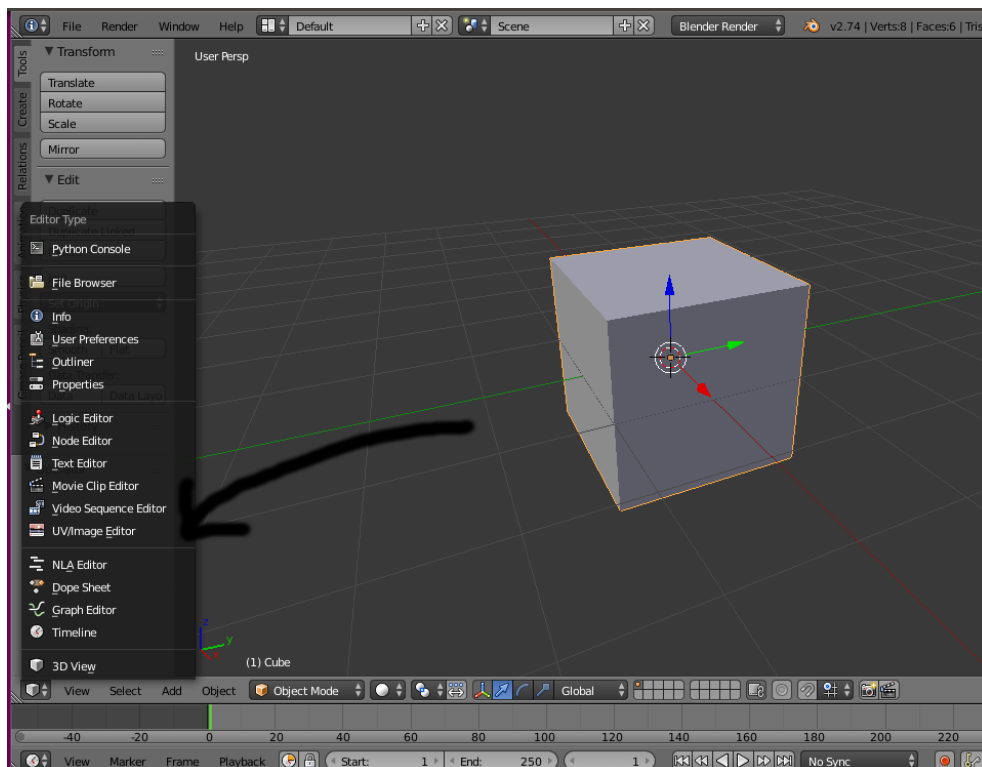 File Render Window Help Default Scene Blender Render v2.74 | Verts:8 | Faces:6 | Tris
Tools
Create
Relations
Transform
User Persp
Translate
Rotate
Scale
Mirror
Edit
Editor Type
Python Console
File Browser
Info
User Preferences
Outliner
Properties
Logic Editor
Node Editor
Text Editor
Movie Clip Editor
Video Sequence Editor
UV/Image Editor
NLA Editor
Dope Sheet
Graph Editor
Timeline
3D View
z
y
(1) Cube
View Select Add Object Object Mode Global
-40 -20 0 20 40 60 80 100 120 140 160 180 200 220
View Marker Frame Playback Start: 1 End: 250 1 No Sync